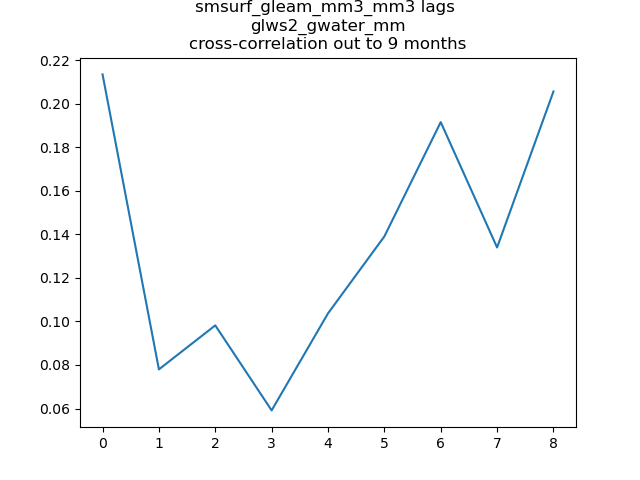 smsurf_gleam_mm3_mm3 lags
glws2_gwater_mm
cross-correlation out to 9 months
0.22
0.20
0.18
0.16
0.14
0.12
0.10
0.08
0.06
0 1 2 3 4 5 6 7 8